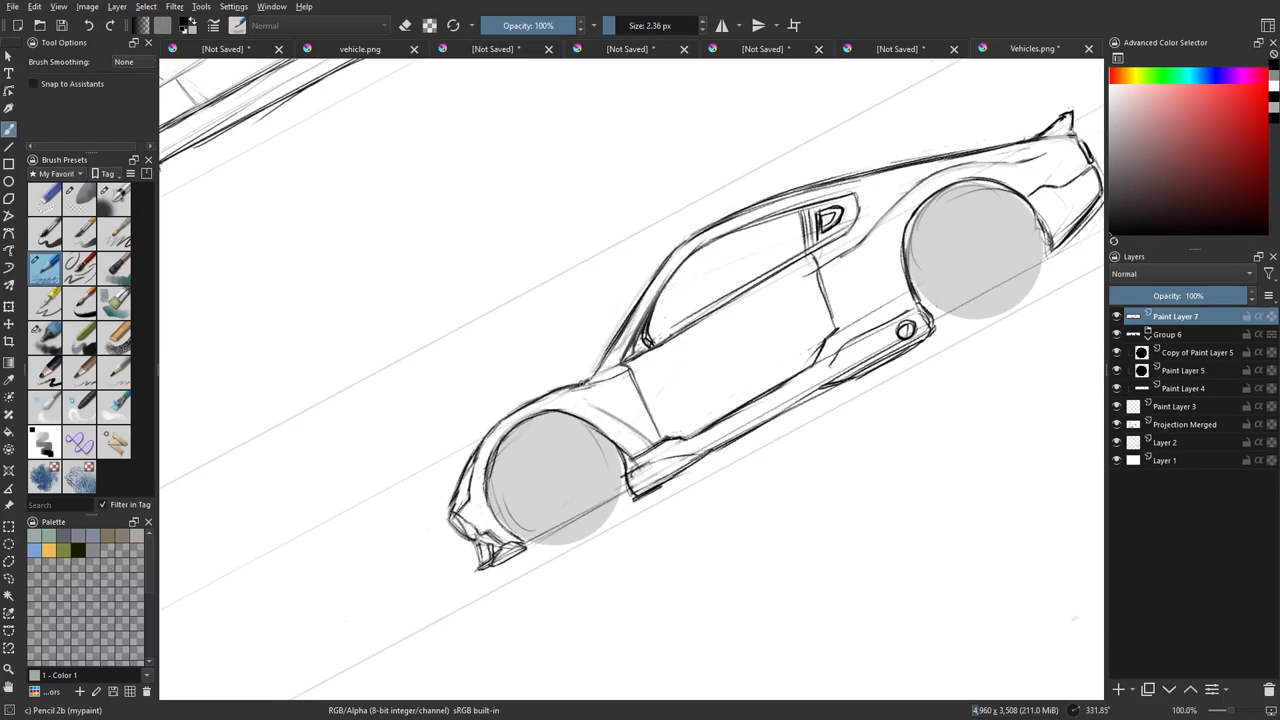 File Edit View Image Layer Select Filter Tools Settings Window Help
Normal Opacity: 100% Size: 2.36 px
[Not Saved] * vehicle.png [Not Saved] * [Not Saved] * [Not Saved] * [Not Saved] * Vehicles.png *
Tool Options
Brush Smoothing: None
Snap to Assistants
Brush Presets
My Favorit Tag
Search Filter in Tag
Palette
1 - Color 1
...ors
Advanced Color Selector
Layers
Normal
Opacity: 100%
Paint Layer 7
Group 6
Copy of Paint Layer 5
Paint Layer 5
Paint Layer 4
Paint Layer 3
Projection Merged
Layer 2
Layer 1
c) Pencil 2b (mypaint) RGB/Alpha (8-bit integer/channel) sRGB built-in 4,960 x 3,508 (211.0 MiB) 331.85° 100.0%